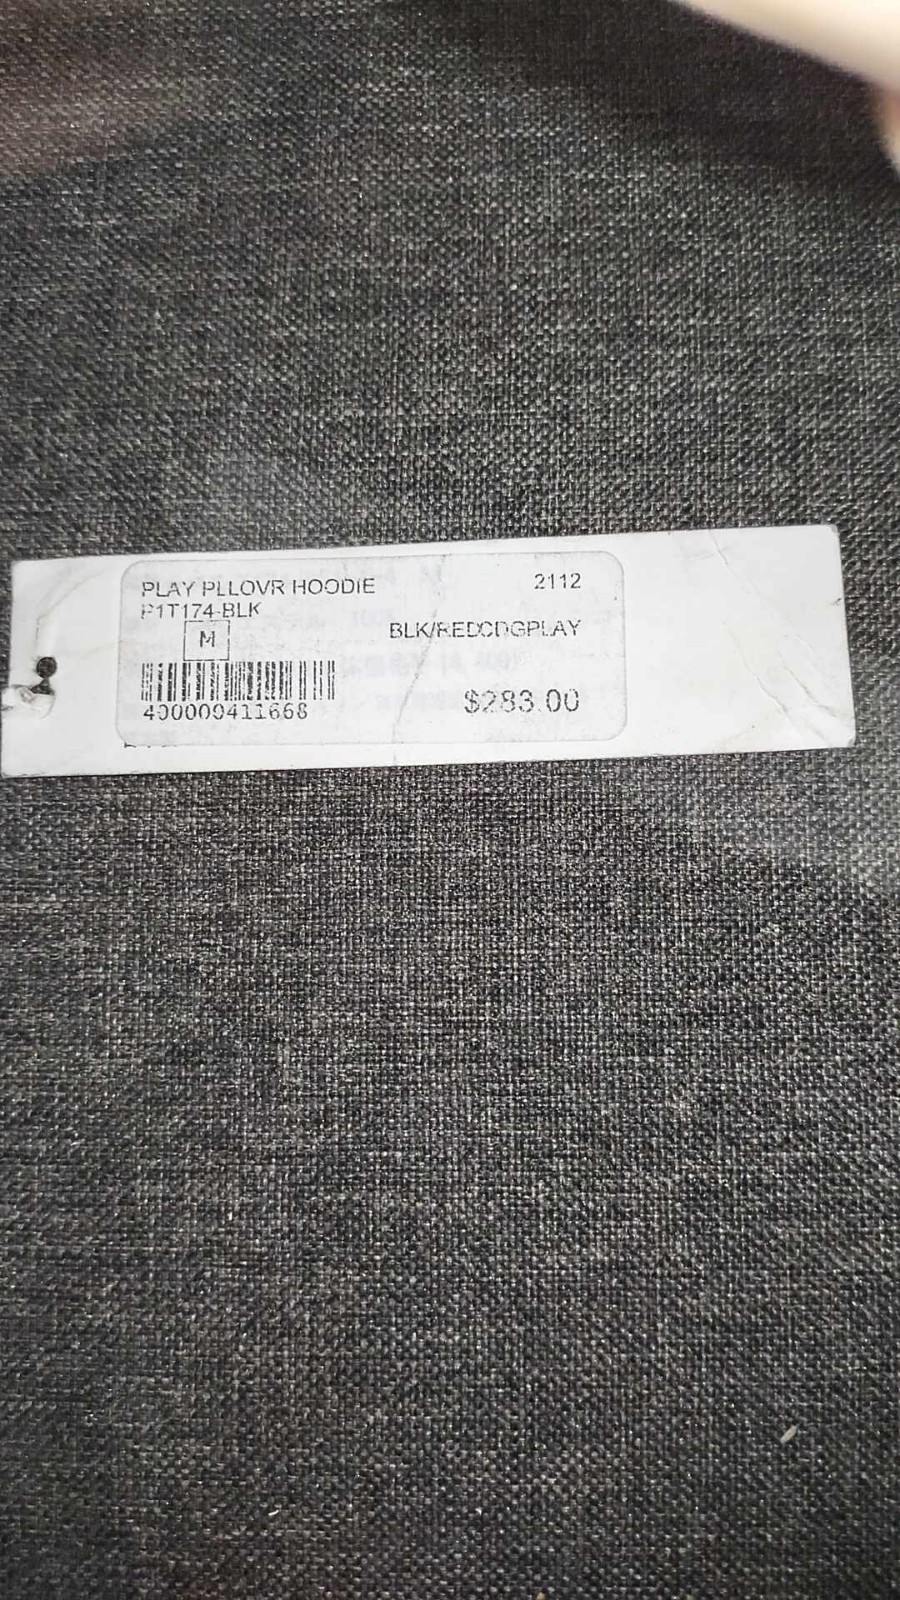 PLAY PLLOVR HOODIE 2112
P1T174-BLK
M BLK/REDCDGPLAY
400000411668 $283.00